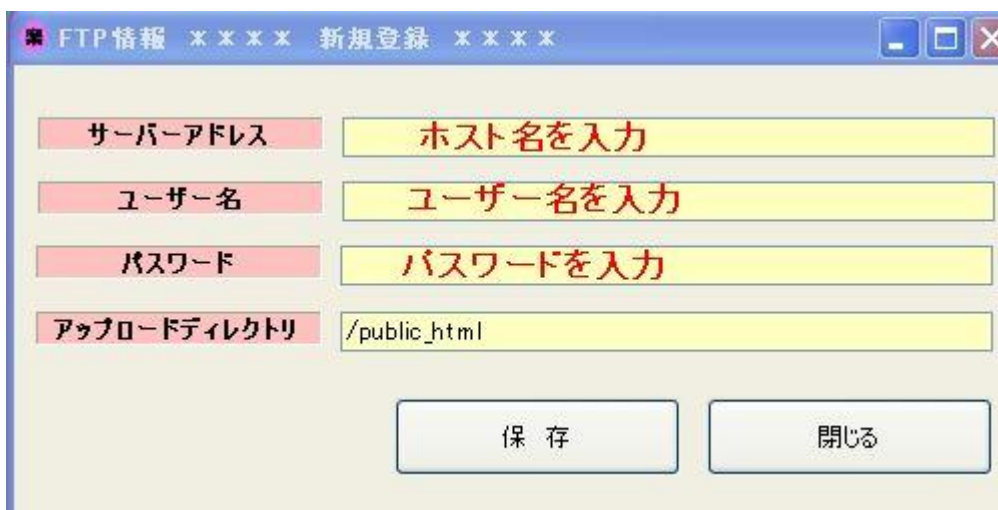 楽 FTP情報 ＊＊＊＊ 新規登録 ＊＊＊＊
サーバーアドレス ホスト名を入力
ユーザー名 ユーザー名を入力
パスワード パスワードを入力
アップロードディレクトリ /public_html
保 存 閉じる